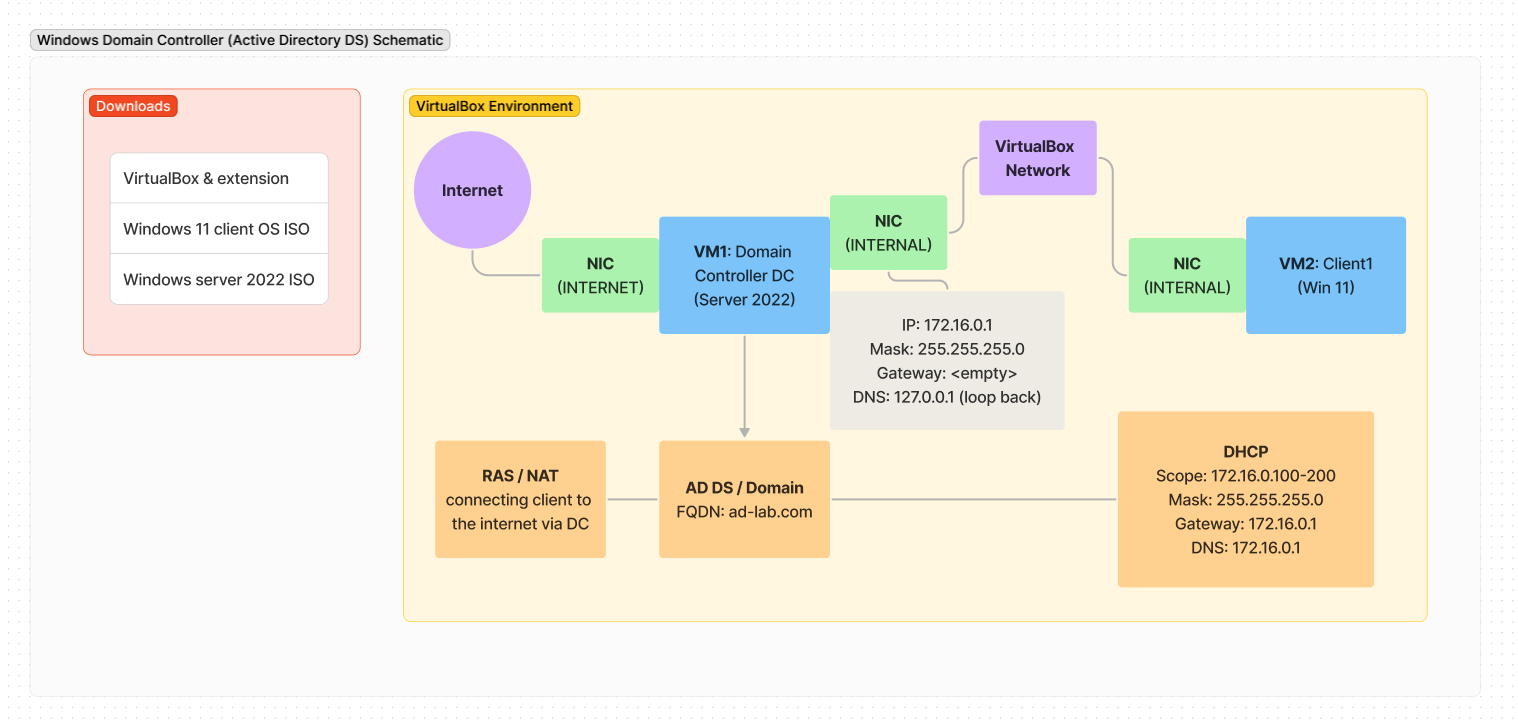 Windows Domain Controller (Active Directory DS) Schematic
Downloads
VirtualBox & extension
Windows 11 client OS ISO
Windows server 2022 ISO
VirtualBox Environment
Internet
NIC
(INTERNET)
VM1: Domain
Controller DC
(Server 2022)
NIC
(INTERNAL)
VirtualBox
Network
NIC
(INTERNAL)
VM2: Client1
(Win 11)
IP: 172.16.0.1
Mask: 255.255.255.0
Gateway: <empty>
DNS: 127.0.0.1 (loop back)
RAS / NAT
connecting client to
the internet via DC
AD DS / Domain
FQDN: ad-lab.com
DHCP
Scope: 172.16.0.100-200
Mask: 255.255.255.0
Gateway: 172.16.0.1
DNS: 172.16.0.1